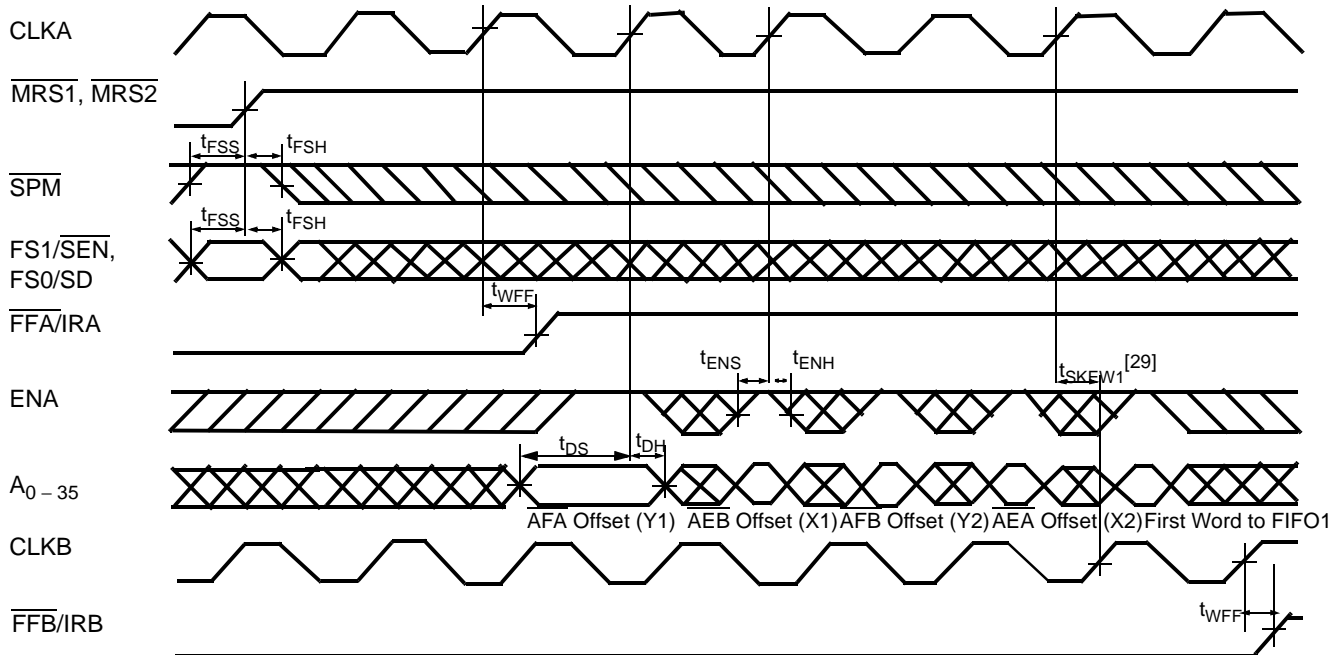 CLKA
MRS1, MRS2
tFSS tFSH
SPM
tFSS tFSH
FS1/SEN,
FS0/SD
tWFF
FFA/IRA
tENS tENH tSKEW1[29]
ENA
tDS tDH
A0 – 35
AFA Offset (Y1) AEB Offset (X1) AFB Offset (Y2) AEA Offset (X2) First Word to FIFO1
CLKB
tWFF
FFB/IRB